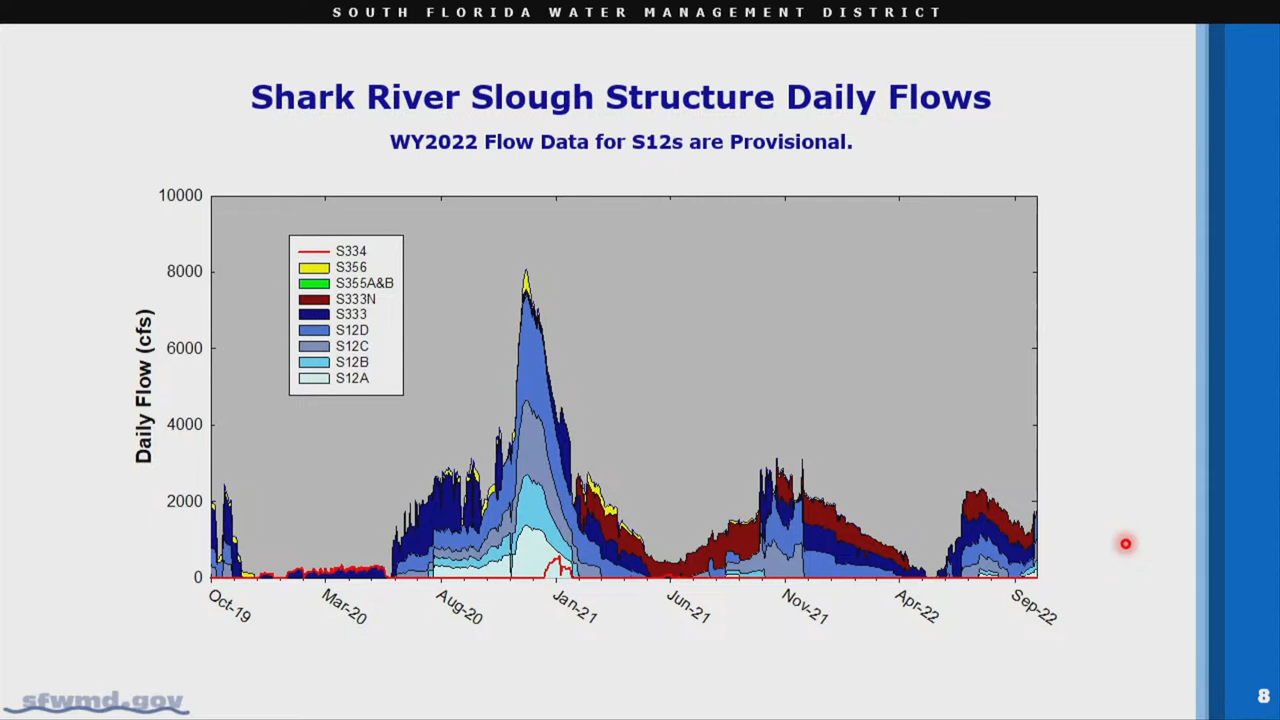 SOUTH FLORIDA WATER MANAGEMENT DISTRICT
Shark River Slough Structure Daily Flows
WY2022 Flow Data for S12s are Provisional.
Daily Flow (cfs)
10000
8000
6000
4000
2000
0
S334
S356
S355A&B
S333N
S333
S12D
S12C
S12B
S12A
Oct-19
Mar-20
Aug-20
Jan-21
Jun-21
Nov-21
Apr-22
Sep-22
sfwmd.gov
8